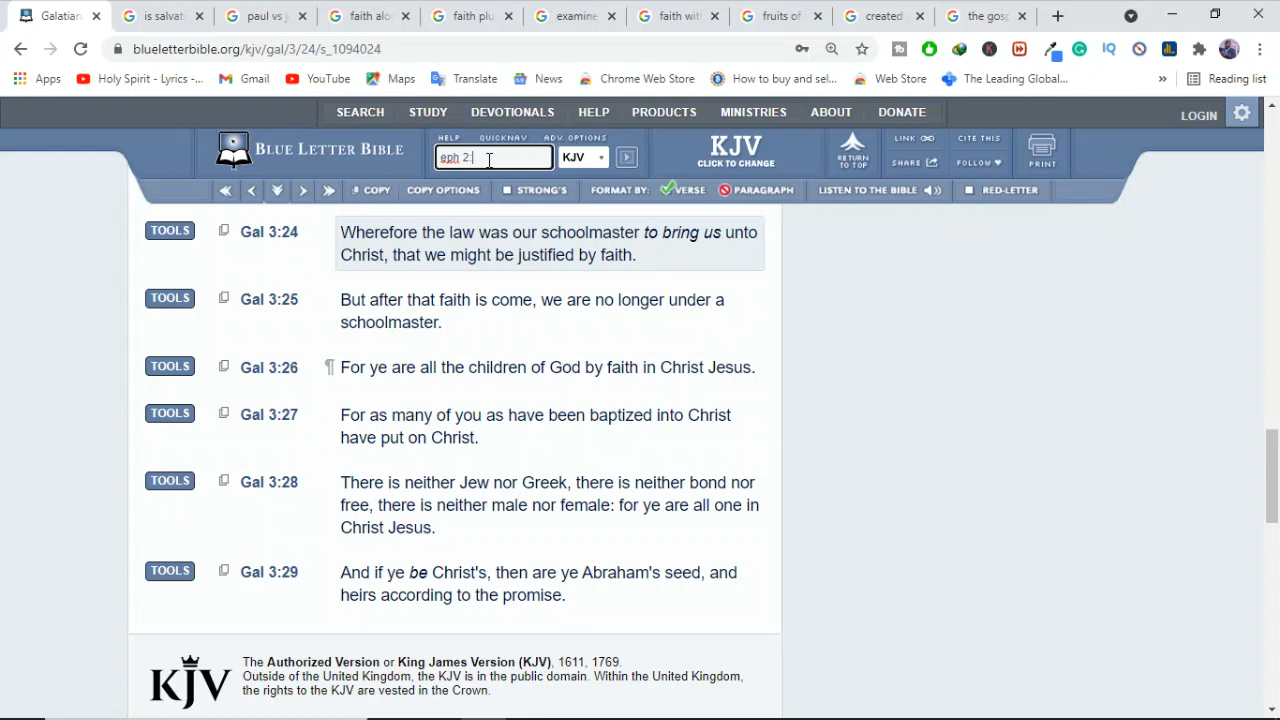 Galatian
is salvat
paul vs j
faith alo
faith plu
examine
faith with
fruits of
created
the gosp
blueletterbible.org/kjv/gal/3/24/s_1094024
Apps
Holy Spirit - Lyrics -...
Gmail
YouTube
Maps
Translate
News
Chrome Web Store
How to buy and sel...
Web Store
The Leading Global...
»
Reading list
SEARCH STUDY DEVOTIONALS HELP PRODUCTS MINISTRIES ABOUT DONATE
LOGIN
BLUE LETTER BIBLE
HELP QUICKNAV ADV. OPTIONS
eph 2:
KJV
KJV
CLICK TO CHANGE
RETURN
TO TOP
LINK
CITE THIS
SHARE
FOLLOW
PRINT
COPY COPY OPTIONS STRONG'S FORMAT BY: VERSE PARAGRAPH LISTEN TO THE BIBLE RED-LETTER
TOOLS Gal 3:24 Wherefore the law was our schoolmaster to bring us unto
Christ, that we might be justified by faith.
TOOLS Gal 3:25 But after that faith is come, we are no longer under a
schoolmaster.
TOOLS Gal 3:26 ¶ For ye are all the children of God by faith in Christ Jesus.
TOOLS Gal 3:27 For as many of you as have been baptized into Christ
have put on Christ.
TOOLS Gal 3:28 There is neither Jew nor Greek, there is neither bond nor
free, there is neither male nor female: for ye are all one in
Christ Jesus.
TOOLS Gal 3:29 And if ye be Christ's, then are ye Abraham's seed, and
heirs according to the promise.
KJV
The Authorized Version or King James Version (KJV), 1611, 1769.
Outside of the United Kingdom, the KJV is in the public domain. Within the United Kingdom,
the rights to the KJV are vested in the Crown.